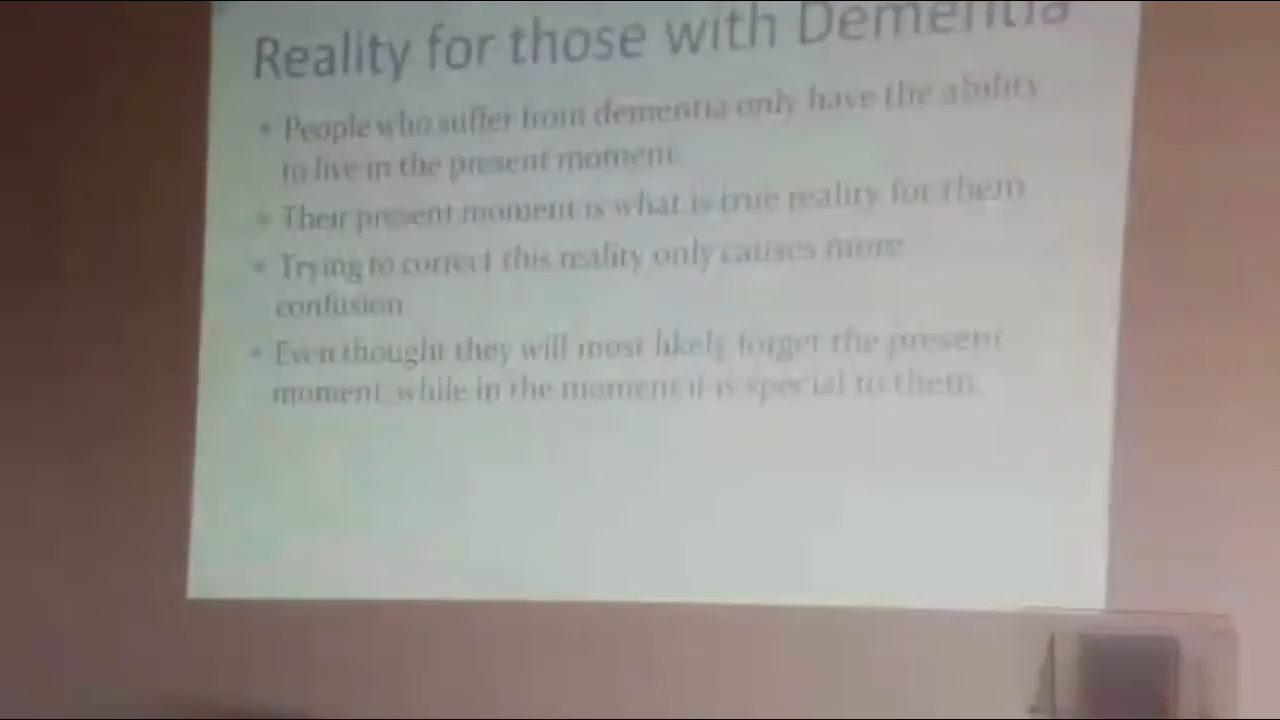 Reality for those with Dementia
• People who suffer from dementia only have the ability
to live in the present moment.
• Their present moment is what is true reality for them
• Trying to correct this reality only causes more
confusion
• Even thought they will most likely forget the present
moment, while in the moment it is special to them.